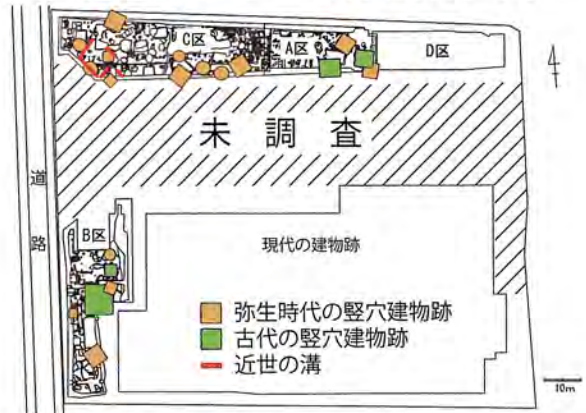 C区
A区
D区
未調査
道路
B区
現代の建物跡
弥生時代の竪穴建物跡
古代の竪穴建物跡
近世の溝
10m